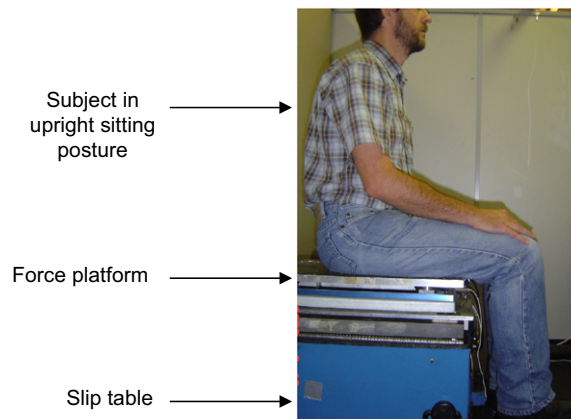 Subject in
upright sitting
posture
Force platform
Slip table